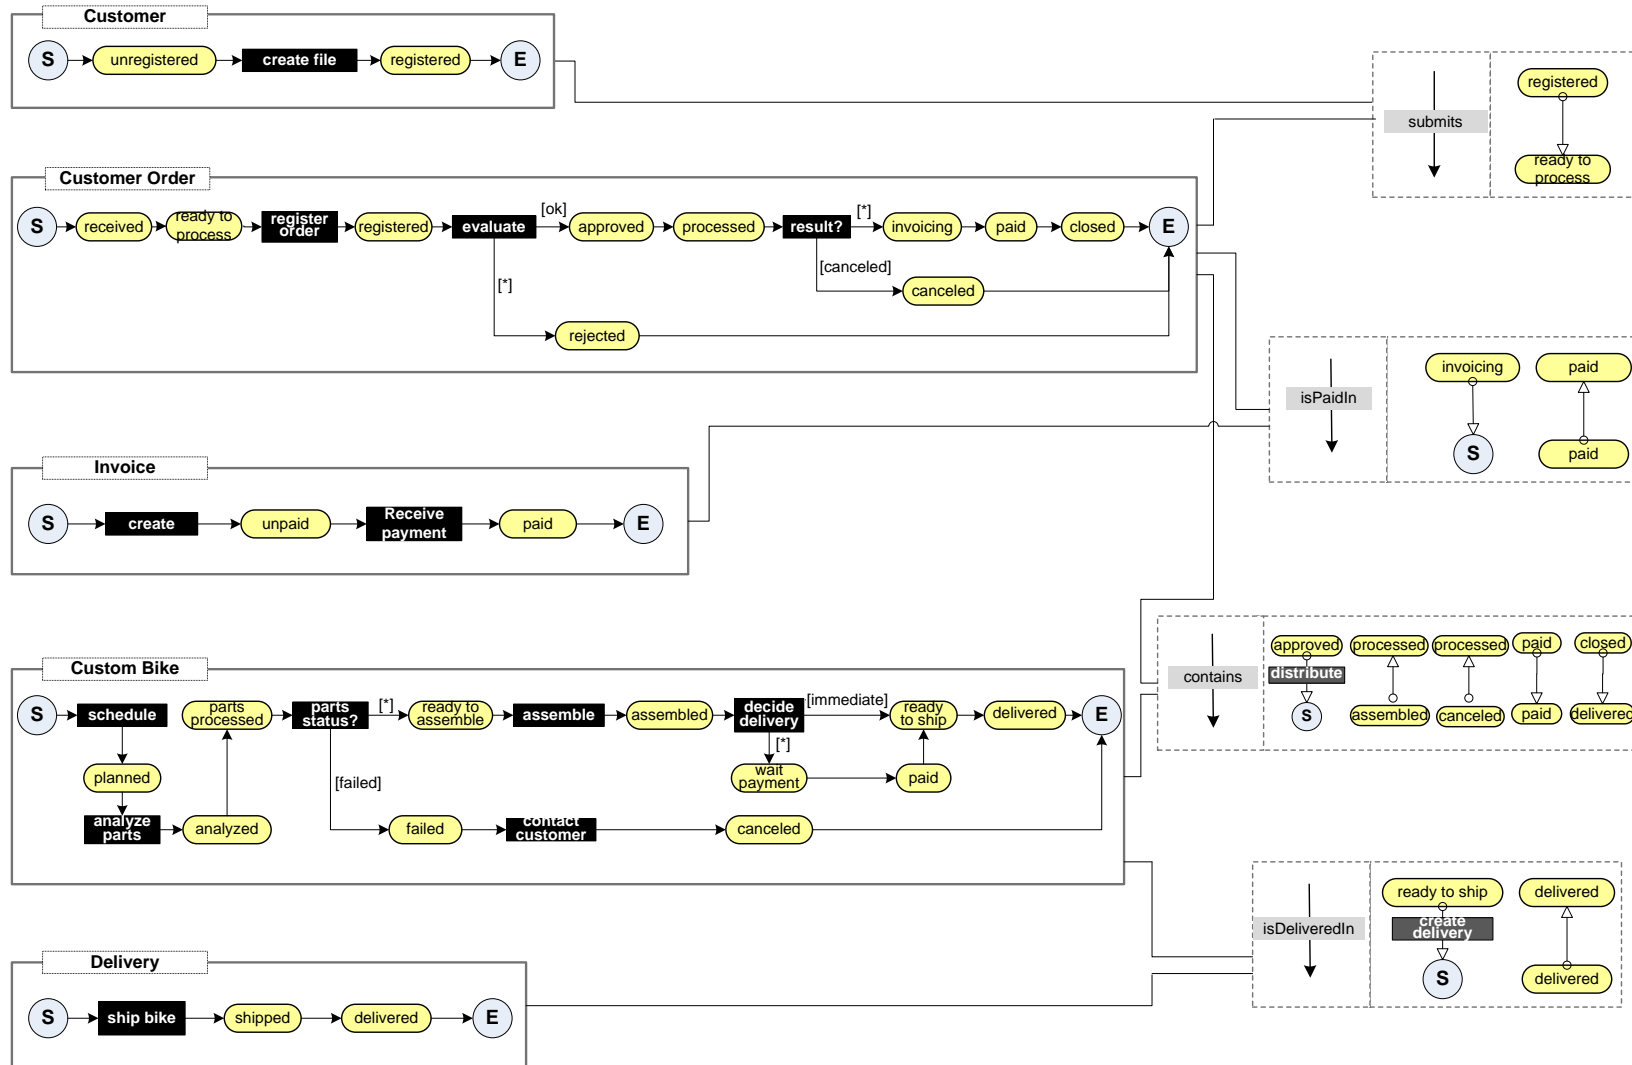 Customer
S
unregistered
create file
registered
E
submits
registered
ready to
process
Customer Order
S
received
ready to
process
register
order
registered
evaluate
[ok]
approved
processed
result?
[*]
invoicing
paid
closed
E
[canceled]
canceled
[*]
rejected
isPaidIn
invoicing
S
paid
paid
Invoice
S
create
unpaid
Receive
payment
paid
E
contains
approved
distribute
S
processed
assembled
processed
canceled
paid
paid
closed
delivered
Custom Bike
S
schedule
planned
analyze
parts
analyzed
parts
processed
parts
status?
[*]
ready to
assemble
assemble
assembled
decide
delivery
[immediate]
ready
to ship
delivered
E
[*]
wait
payment
paid
[failed]
failed
contact
customer
canceled
isDeliveredIn
ready to ship
create
delivery
S
delivered
delivered
Delivery
S
ship bike
shipped
delivered
E